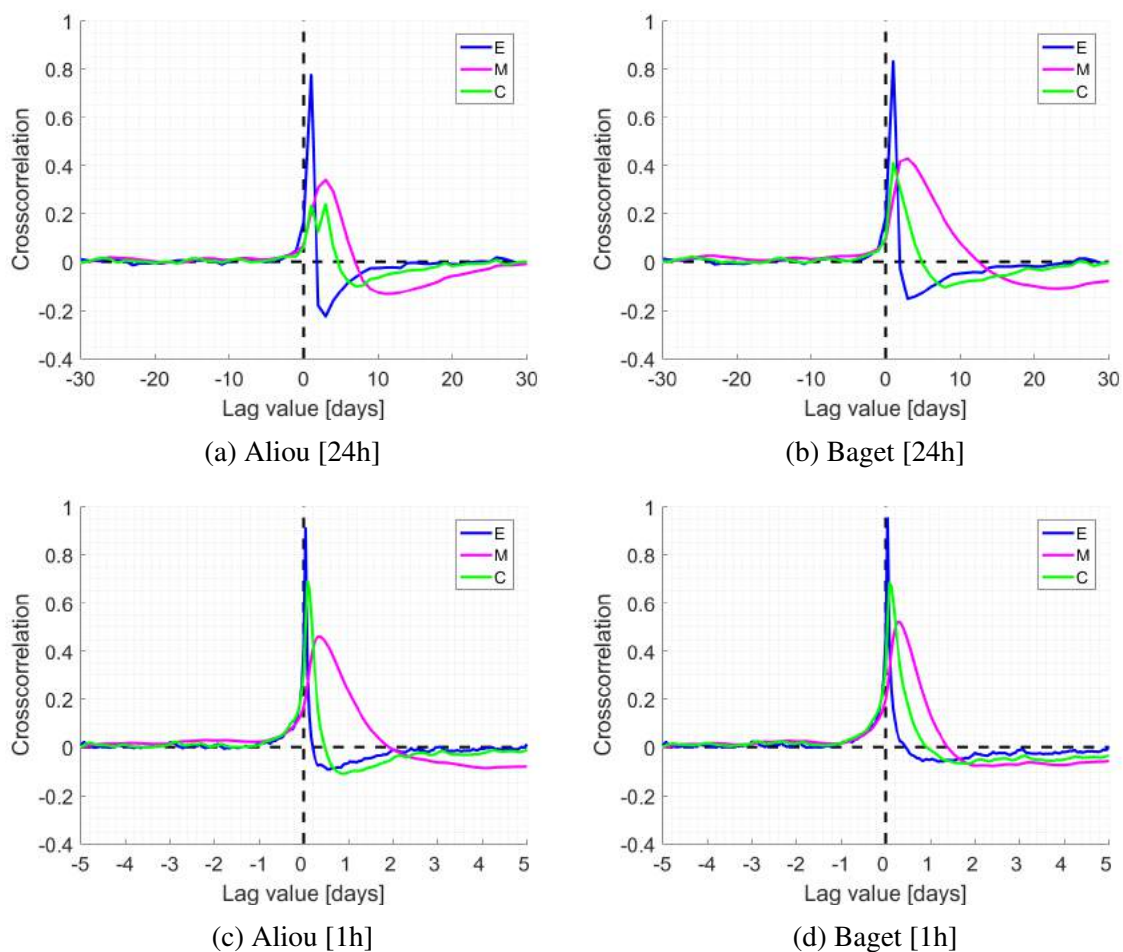 1
0.8
0.6
0.4
0.2
0
-0.2
-0.4
Crosscorrelation
-30 -20 -10 0 10 20 30
Lag value [days]
E
M
C
(a) Aliou [24h]
1
0.8
0.6
0.4
0.2
0
-0.2
-0.4
Crosscorrelation
-30 -20 -10 0 10 20 30
Lag value [days]
E
M
C
(b) Baget [24h]
1
0.8
0.6
0.4
0.2
0
-0.2
-0.4
Crosscorrelation
-5 -4 -3 -2 -1 0 1 2 3 4 5
Lag value [days]
E
M
C
(c) Aliou [1h]
1
0.8
0.6
0.4
0.2
0
-0.2
-0.4
Crosscorrelation
-5 -4 -3 -2 -1 0 1 2 3 4 5
Lag value [days]
E
M
C
(d) Baget [1h]